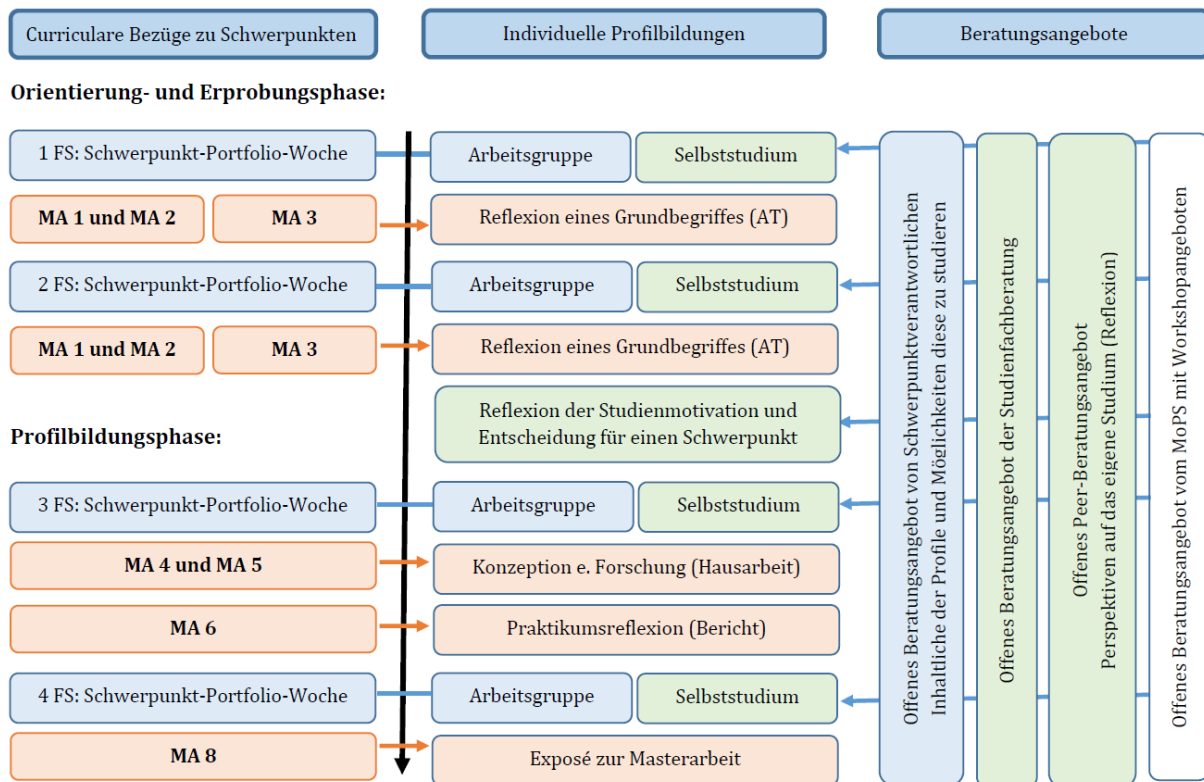 Curriculare Bezüge zu Schwerpunkten
Individuelle Profilbildungen
Beratungsangebote
Orientierung- und Erprobungsphase:
1 FS: Schwerpunkt-Portfolio-Woche
Arbeitsgruppe
Selbststudium
MA 1 und MA 2
MA 3
Reflexion eines Grundbegriffes (AT)
2 FS: Schwerpunkt-Portfolio-Woche
Arbeitsgruppe
Selbststudium
MA 1 und MA 2
MA 3
Reflexion eines Grundbegriffes (AT)
Reflexion der Studienmotivation und
Entscheidung für einen Schwerpunkt
Profilbildungsphase:
3 FS: Schwerpunkt-Portfolio-Woche
Arbeitsgruppe
Selbststudium
MA 4 und MA 5
Konzeption e. Forschung (Hausarbeit)
MA 6
Praktikumsreflexion (Bericht)
4 FS: Schwerpunkt-Portfolio-Woche
Arbeitsgruppe
Selbststudium
MA 8
Exposé zur Masterarbeit
Offenes Beratungsangebot von Schwerpunktverantwortlichen
Inhaltliche der Profile und Möglichkeiten diese zu studieren
Offenes Beratungsangebot der Studienfachberatung
Offenes Peer-Beratungsangebot
Perspektiven auf das eigene Studium (Reflexion)
Offenes Beratungsangebot vom MoPS mit Workshopangeboten